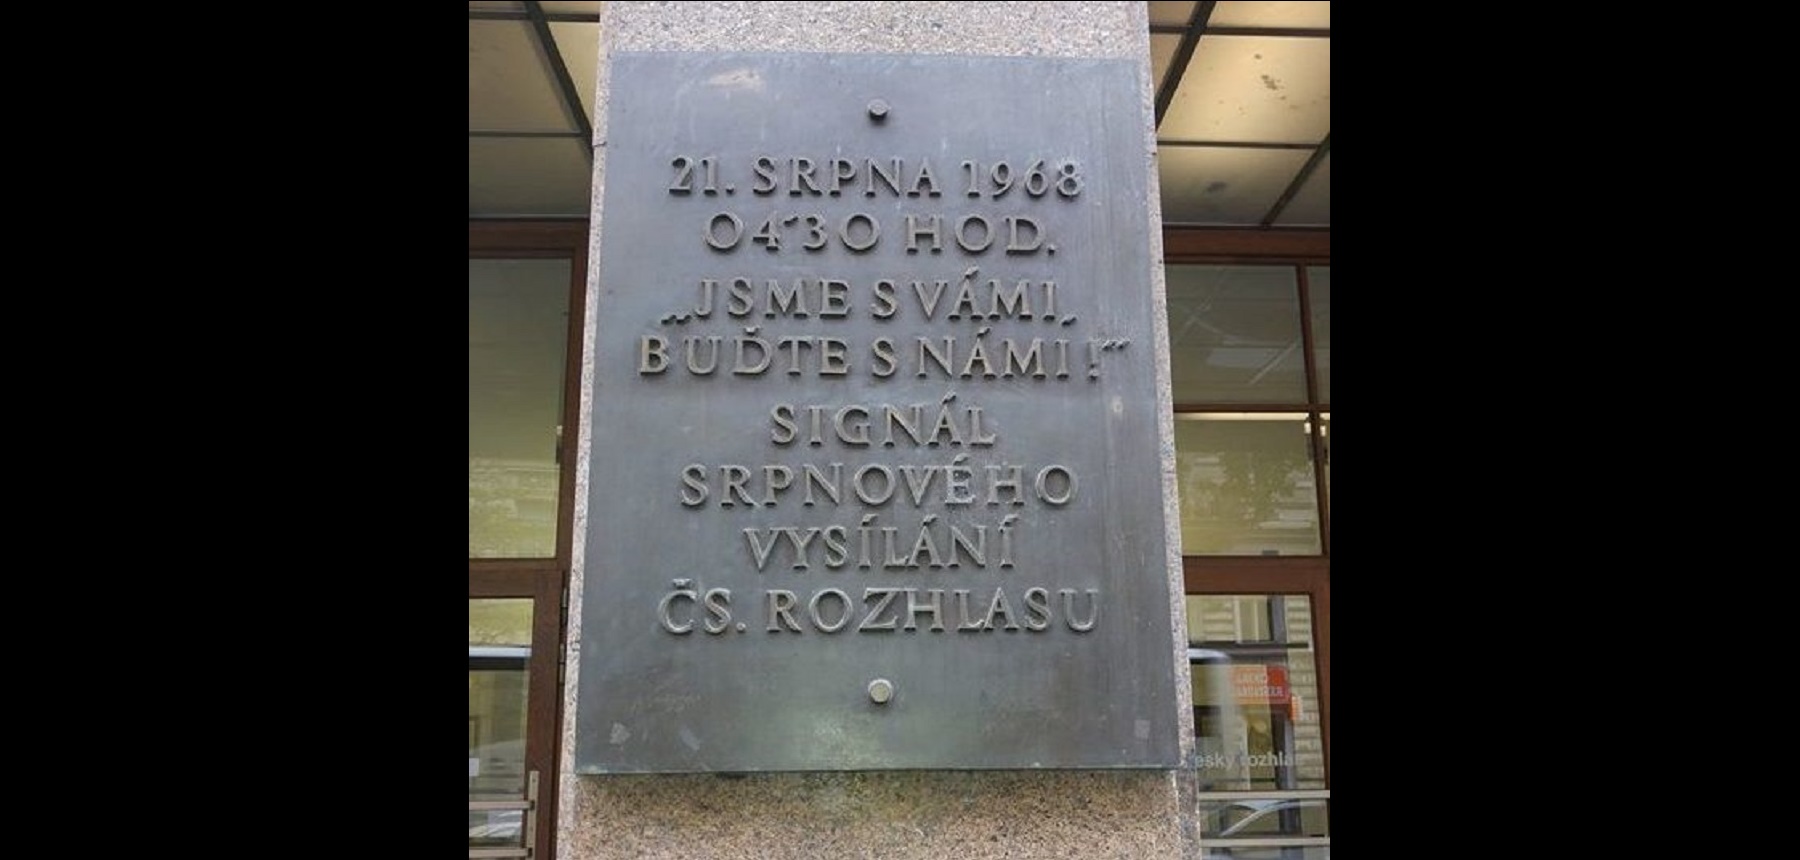 21. SRPNA 1968
04´30 HOD.
„JSME S VÁMI,
BUĎTE S NÁMI!“
SIGNÁL
SRPNOVÉHO
VYSÍLÁNÍ
ČS. ROZHLASU